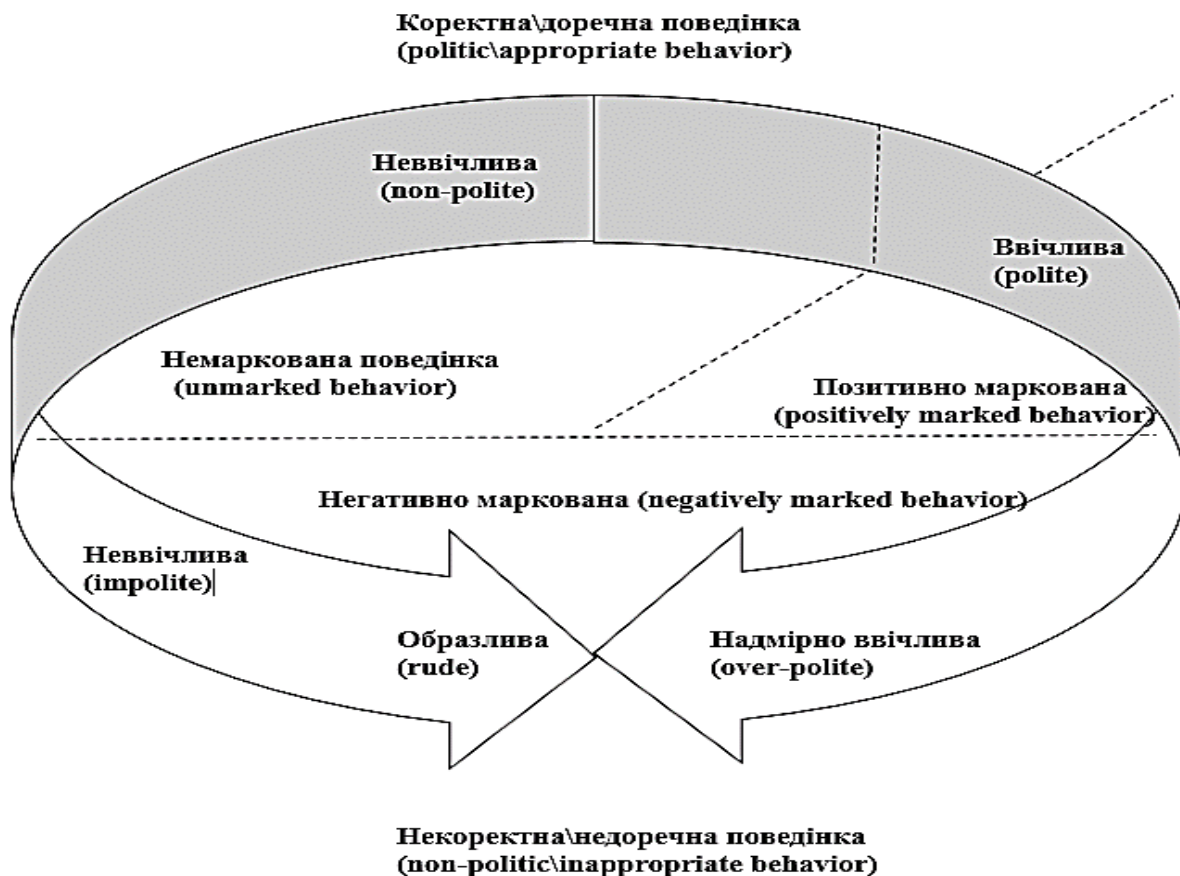 Коректна\доречна поведінка
(politic\appropriate behavior)
Неввічлива
(non-polite)
Ввічлива
(polite)
Немаркована поведінка
(unmarked behavior)
Позитивно маркована
(positively marked behavior)
Негативно маркована (negatively marked behavior)
Неввічлива
(impolite)
Образлива
(rude)
Надмірно ввічлива
(over-polite)
Некоректна\недоречна поведінка
(non-politic\inappropriate behavior)